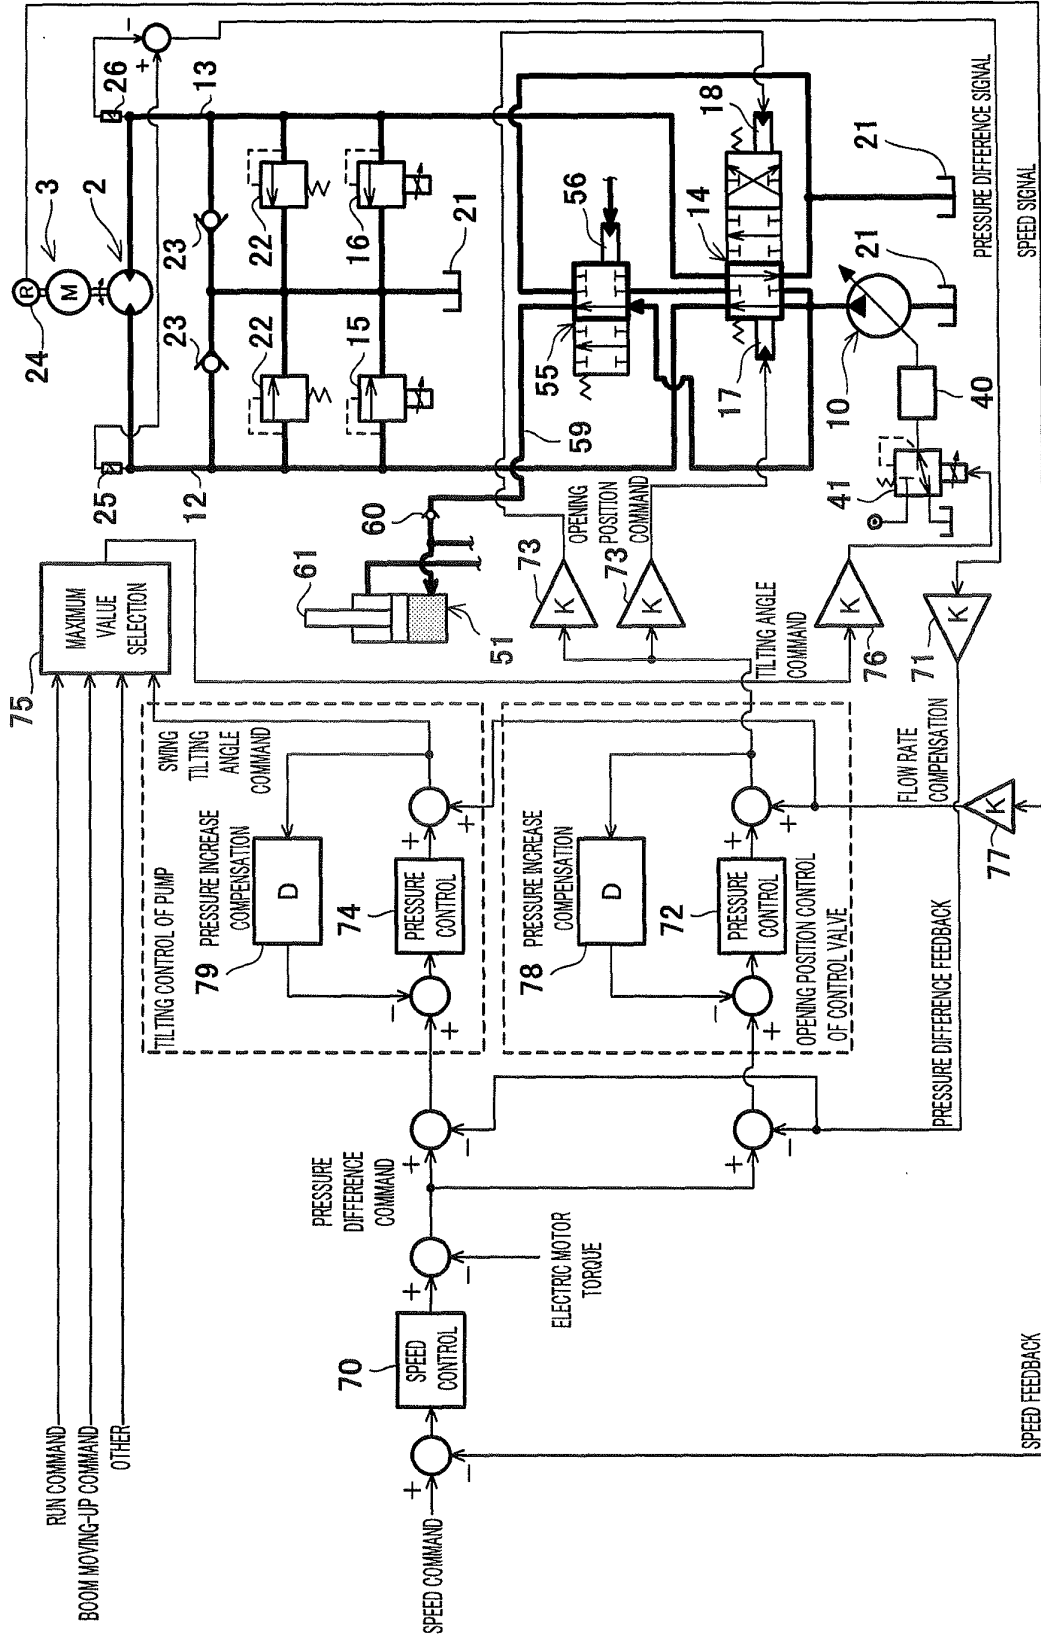 RUN COMMAND
BOOM MOVING-UP COMMAND
OTHER
75
MAXIMUM
VALUE
SELECTION
SPEED COMMAND
+
−
70
SPEED
CONTROL
+
−
ELECTRIC MOTOR
TORQUE
PRESSURE
DIFFERENCE
COMMAND
+
−
+
−
SPEED FEEDBACK
PRESSURE DIFFERENCE FEEDBACK
TILTING CONTROL OF PUMP
79
PRESSURE INCREASE
COMPENSATION
D
74
PRESSURE
CONTROL
+
−
+
+
SWING
TILTING
ANGLE
COMMAND
78
PRESSURE INCREASE
COMPENSATION
D
72
PRESSURE
CONTROL
+
−
+
+
OPENING POSITION CONTROL
OF CONTROL VALVE
FLOW RATE
COMPENSATION
77
K
71
K
TILTING ANGLE
COMMAND
76
K
73
K
73
K
OPENING
POSITION
COMMAND
61
51
60
59
25
12
24
R
M
3
2
26
13
−
+
23
23
22
22
15
16
21
55
56
14
17
18
10
40
41
21
21
PRESSURE DIFFERENCE SIGNAL
SPEED SIGNAL